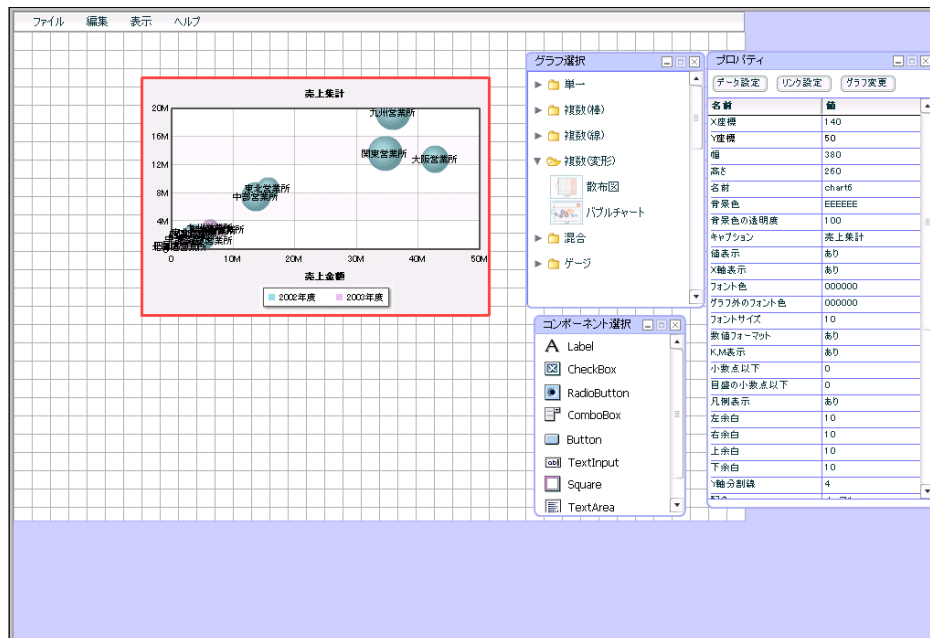 ファイル 編集 表示 ヘルプ
売上集計
20M
16M
12M
8M
4M
0 10M 20M 30M 40M 50M
九州営業所
関東営業所
大阪営業所
東北営業所
中部営業所
売上金額
2002年度 2003年度
グラフ選択
単一
複数(棒)
複数(線)
複数(変形)
散布図
バブルチャート
混合
ゲージ
コンポーネント選択
Label
CheckBox
RadioButton
ComboBox
Button
TextInput
Square
TextArea
プロパティ
データ設定 リンク設定 グラフ変更
名前 値
X座標 140
Y座標 50
幅 380
高さ 260
名前 chart6
背景色 EEEEEE
背景色の透明度 100
キャプション 売上集計
値表示 あり
X軸表示 あり
フォント色 000000
グラフ外のフォント色 000000
フォントサイズ 10
数値フォーマット あり
K,M表示 あり
小数点以下 0
目盛の小数点以下 0
凡例表示 あり
左余白 10
右余白 10
上余白 10
下余白 10
Y軸分割線 4